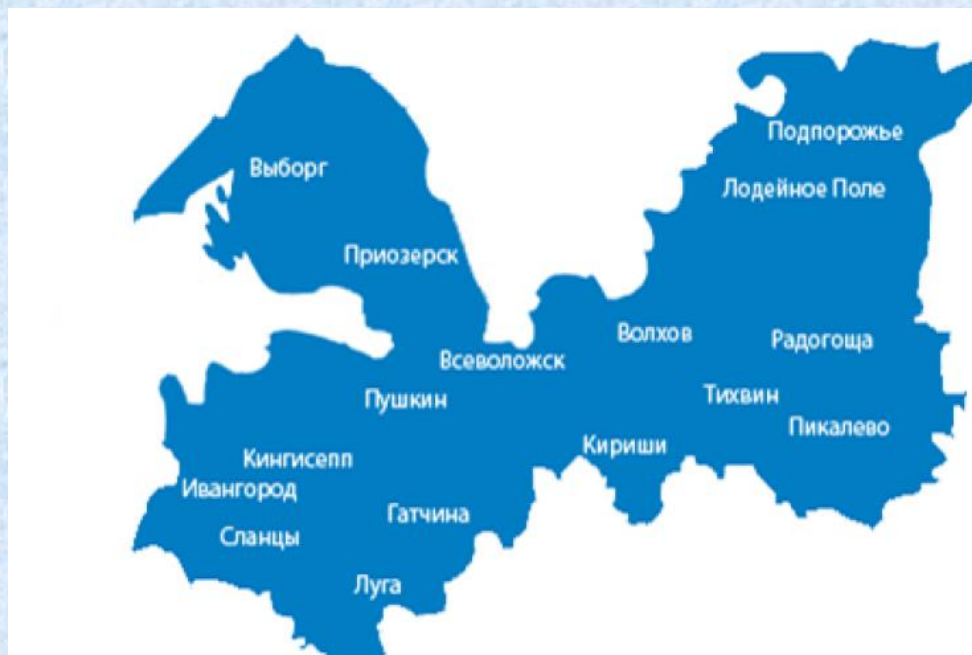 Подпорожье
Выборг
Лодейное Поле
Приозерск
Волхов
Радогоща
Всеволожск
Пушкин
Тихвин
Пикалево
Кириши
Кингисепп
Ивангород
Гатчина
Сланцы
Луга